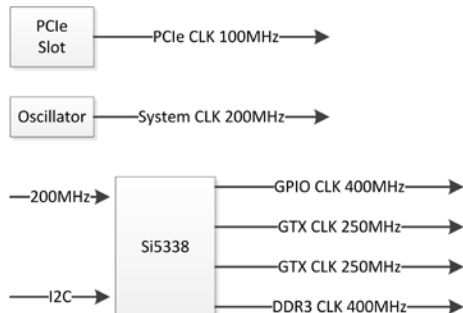 PCIe
Slot
PCIe CLK 100MHz
Oscillator
System CLK 200MHz
200MHz
I2C
Si5338
GPIO CLK 400MHz
GTX CLK 250MHz
GTX CLK 250MHz
DDR3 CLK 400MHz